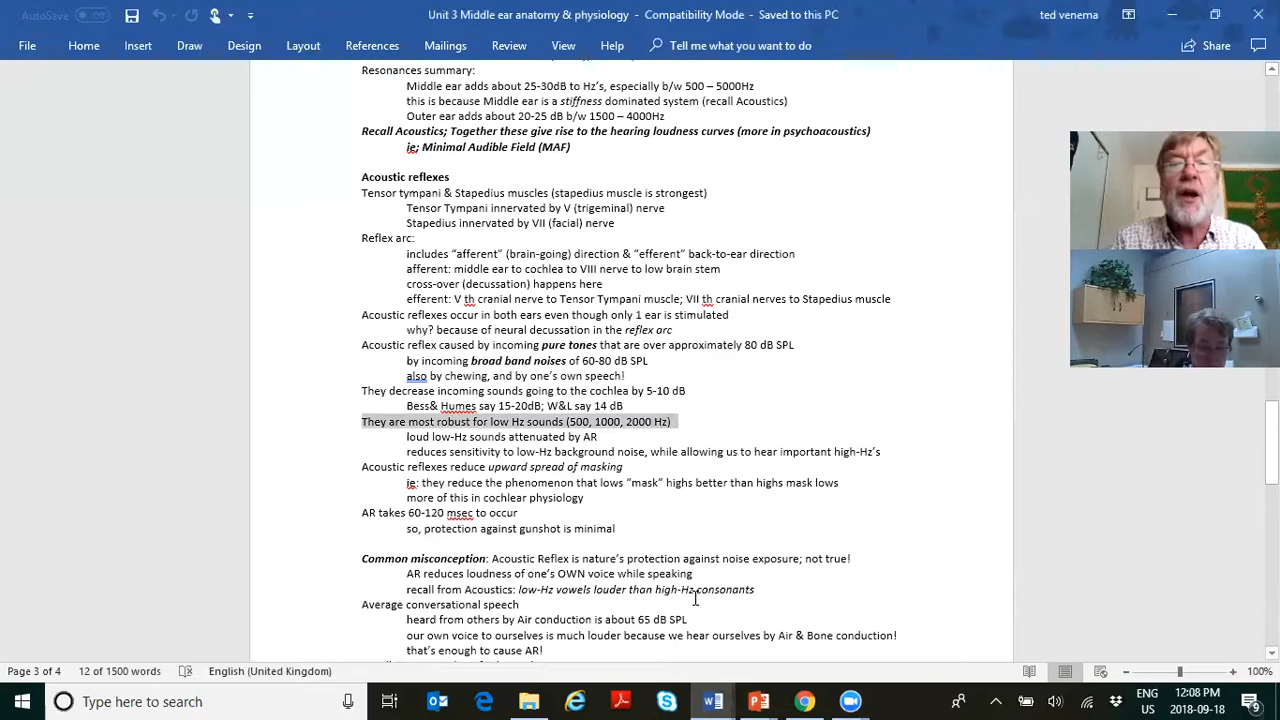 AutoSave Off
Unit 3 Middle ear anatomy & physiology - Compatibility Mode - Saved to this PC
ted venema
File Home Insert Draw Design Layout References Mailings Review View Help Tell me what you want to do
Share
Resonances summary:
Middle ear adds about 25-30dB to Hz's, especially b/w 500 – 5000Hz
this is because Middle ear is a stiffness dominated system (recall Acoustics)
Outer ear adds about 20-25 dB b/w 1500 – 4000Hz
Recall Acoustics; Together these give rise to the hearing loudness curves (more in psychoacoustics)
ie; Minimal Audible Field (MAF)
Acoustic reflexes
Tensor tympani & Stapedius muscles (stapedius muscle is strongest)
Tensor Tympani innervated by V (trigeminal) nerve
Stapedius innervated by VII (facial) nerve
Reflex arc:
includes “afferent” (brain-going) direction & “efferent” back-to-ear direction
afferent: middle ear to cochlea to VIII nerve to low brain stem
cross-over (decussation) happens here
efferent: V th cranial nerve to Tensor Tympani muscle; VII th cranial nerves to Stapedius muscle
Acoustic reflexes occur in both ears even though only 1 ear is stimulated
why? because of neural decussation in the reflex arc
Acoustic reflex caused by incoming pure tones that are over approximately 80 dB SPL
by incoming broad band noises of 60-80 dB SPL
also by chewing, and by one's own speech!
They decrease incoming sounds going to the cochlea by 5-10 dB
Bess& Humes say 15-20dB; W&L say 14 dB
They are most robust for low Hz sounds (500, 1000, 2000 Hz)
loud low-Hz sounds attenuated by AR
reduces sensitivity to low-Hz background noise, while allowing us to hear important high-Hz's
Acoustic reflexes reduce upward spread of masking
ie: they reduce the phenomenon that lows “mask” highs better than highs mask lows
more of this in cochlear physiology
AR takes 60-120 msec to occur
so, protection against gunshot is minimal
Common misconception: Acoustic Reflex is nature's protection against noise exposure; not true!
AR reduces loudness of one's OWN voice while speaking
recall from Acoustics: low-Hz vowels louder than high-Hz consonants
Average conversational speech
heard from others by Air conduction is about 65 dB SPL
our own voice to ourselves is much louder because we hear ourselves by Air & Bone conduction!
that's enough to cause AR!
Page 3 of 4 12 of 1500 words English (United Kingdom)
100%
Type here to search
ENG
US
12:08 PM
2018-09-18